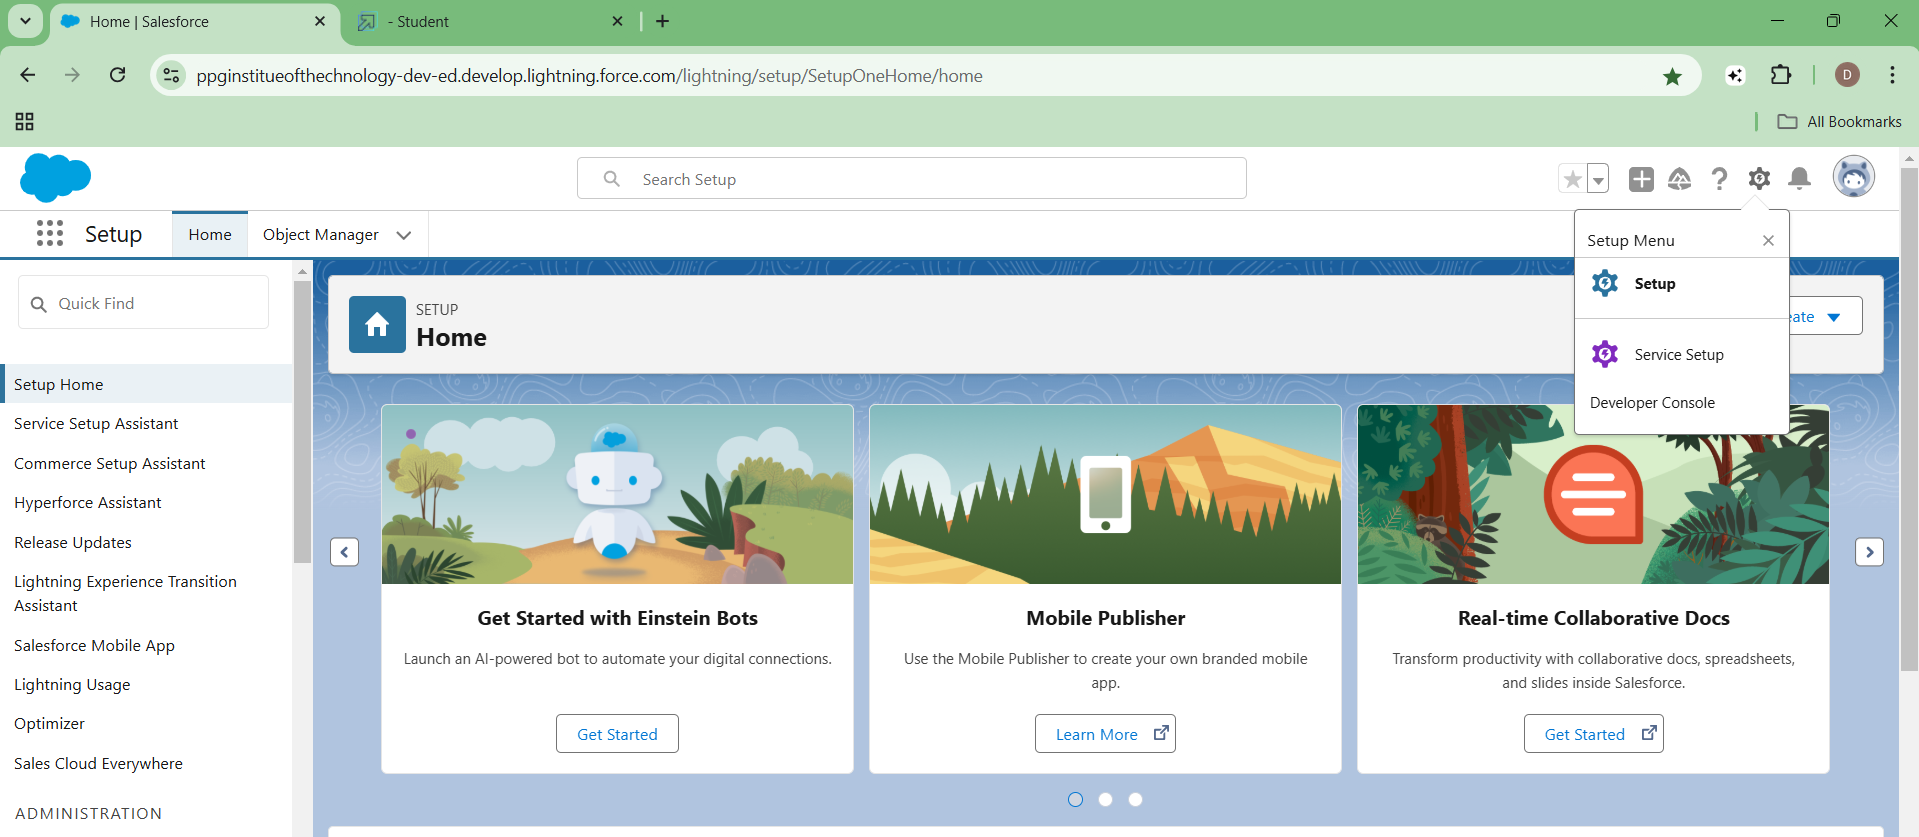 Home | Salesforce
- Student
ppginstitueofthechnology-dev-ed.develop.lightning.force.com/lightning/setup/SetupOneHome/home
D
All Bookmarks
Search Setup
Setup
Home
Object Manager
Setup Menu
Setup
Service Setup
Developer Console
Quick Find
SETUP
Home
eate
Setup Home
Service Setup Assistant
Commerce Setup Assistant
Hyperforce Assistant
Release Updates
Lightning Experience Transition
Assistant
Salesforce Mobile App
Lightning Usage
Optimizer
Sales Cloud Everywhere
ADMINISTRATION
Get Started with Einstein Bots
Launch an AI-powered bot to automate your digital connections.
Get Started
Mobile Publisher
Use the Mobile Publisher to create your own branded mobile
app.
Learn More
Real-time Collaborative Docs
Transform productivity with collaborative docs, spreadsheets,
and slides inside Salesforce.
Get Started